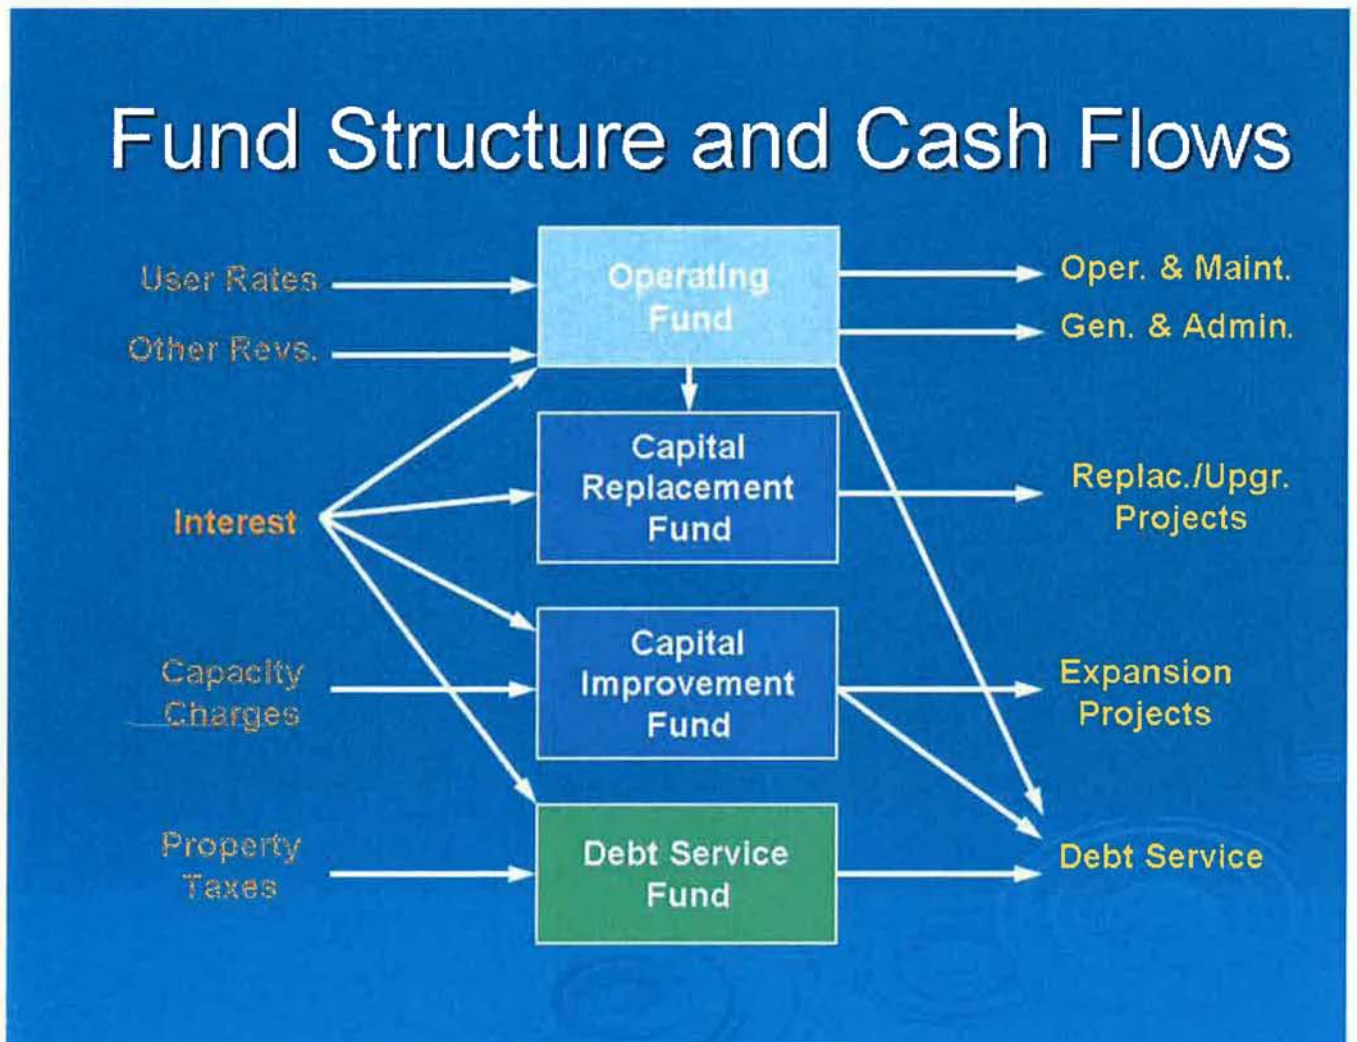 Fund Structure and Cash Flows
User Rates
Other Revs.
Interest
Capacity
Charges
Property
Taxes
Operating
Fund
Capital
Replacement
Fund
Capital
Improvement
Fund
Debt Service
Fund
Oper. & Maint.
Gen. & Admin.
Replac./Upgr.
Projects
Expansion
Projects
Debt Service